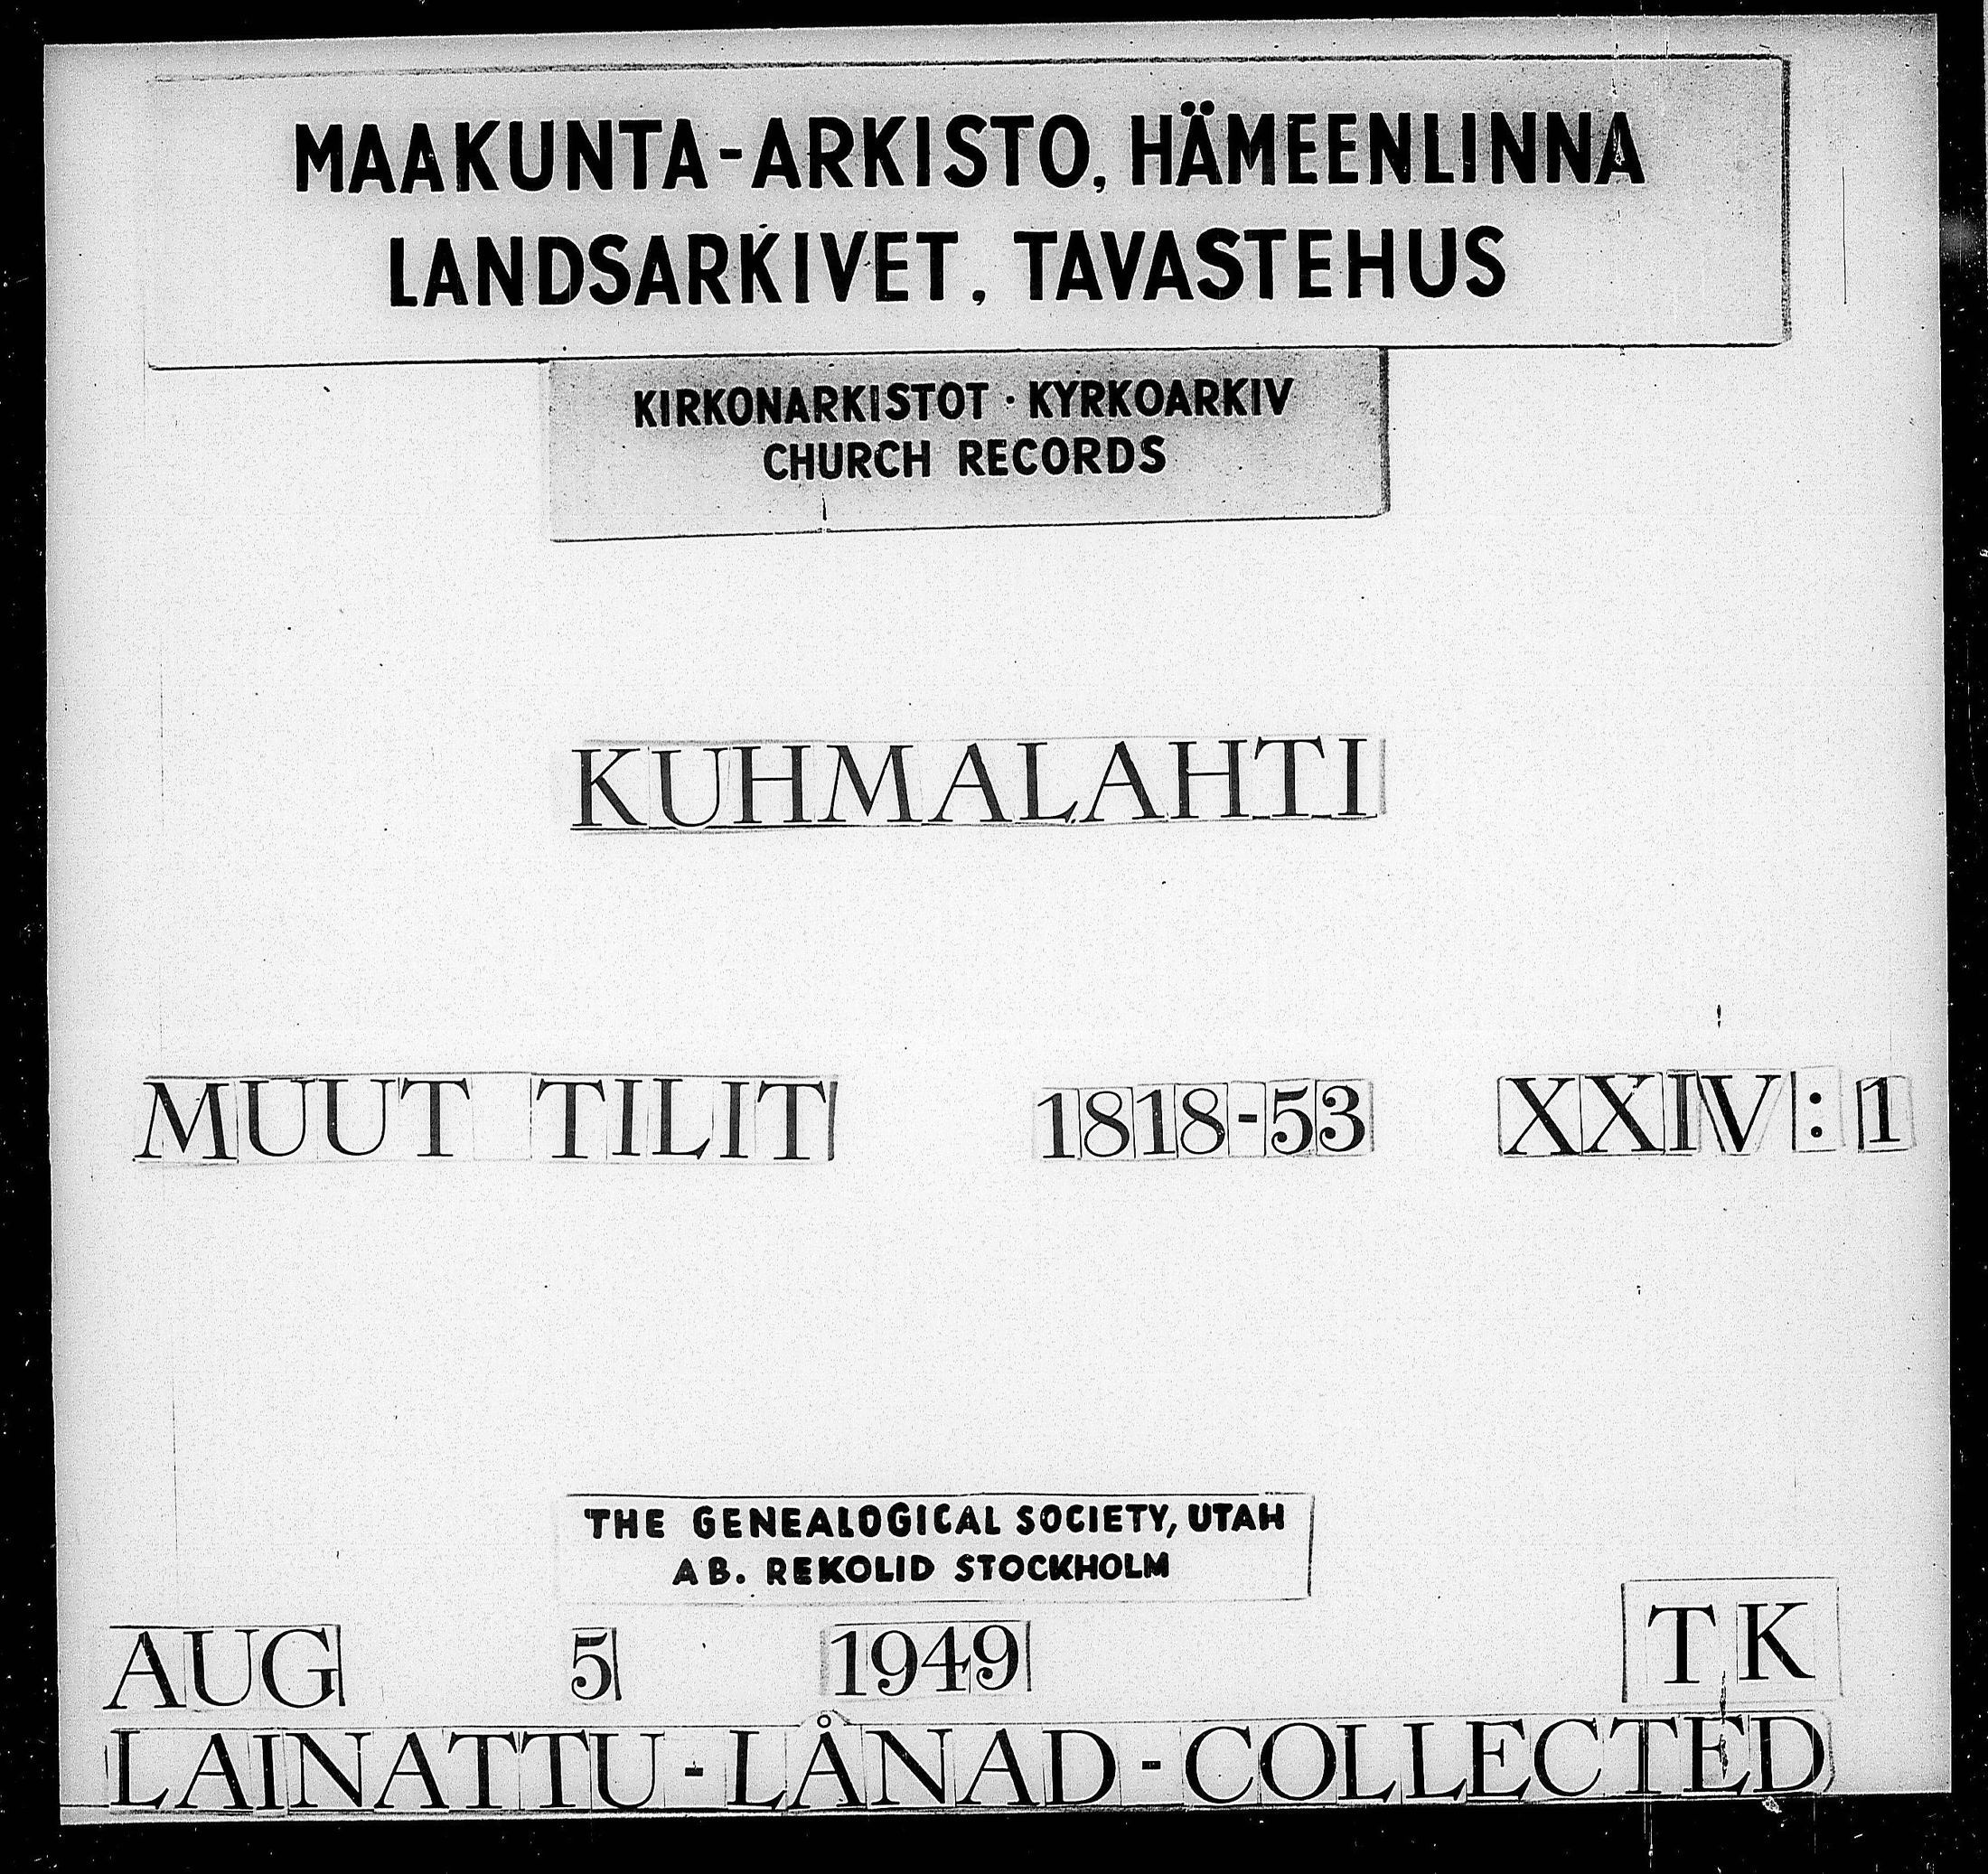 MAAKUNTA-ARKISTO, HÄMEENLINNA
LANDSARKIVET, TAVASTEHUS
KIRKONARKISTOT · KYRKOARKIV
CHURCH RECORDS
KUHMALAHTI
MUUT TILIT 1818-53 XXIV:1
THE GENEALOGICAL SOCIETY, UTAH
AB. REKOLID STOCKHOLM
AUG 5 1949 TK
LAINATTU-LÅNAD-COLLECTED